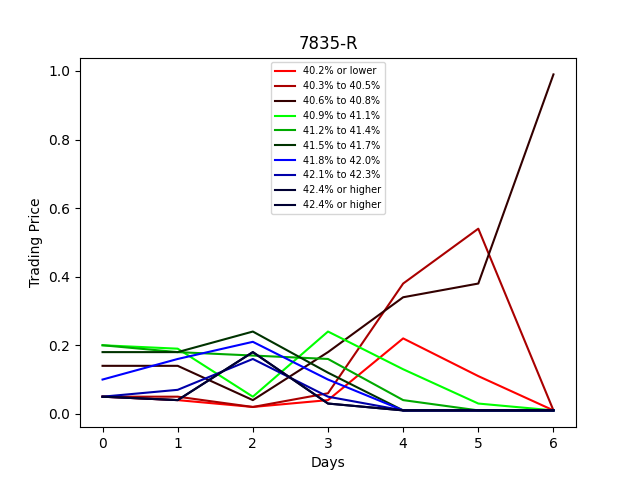 7835-R
1.0
0.8
0.6
0.4
0.2
0.0
Trading Price
40.2% or lower
40.3% to 40.5%
40.6% to 40.8%
40.9% to 41.1%
41.2% to 41.4%
41.5% to 41.7%
41.8% to 42.0%
42.1% to 42.3%
42.4% or higher
42.4% or higher
0 1 2 3 4 5 6
Days